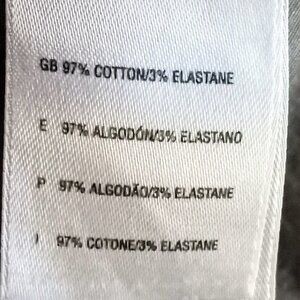 GB 97% COTTON/3% ELASTANE
E 97% ALGODÓN/3% ELASTANO
P 97% ALGODÃO/3% ELASTANE
I 97% COTONE/3% ELASTANE